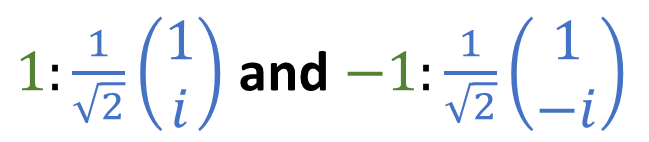 1: 1/√2 (1 i) and −1: 1/√2 (1 −i)